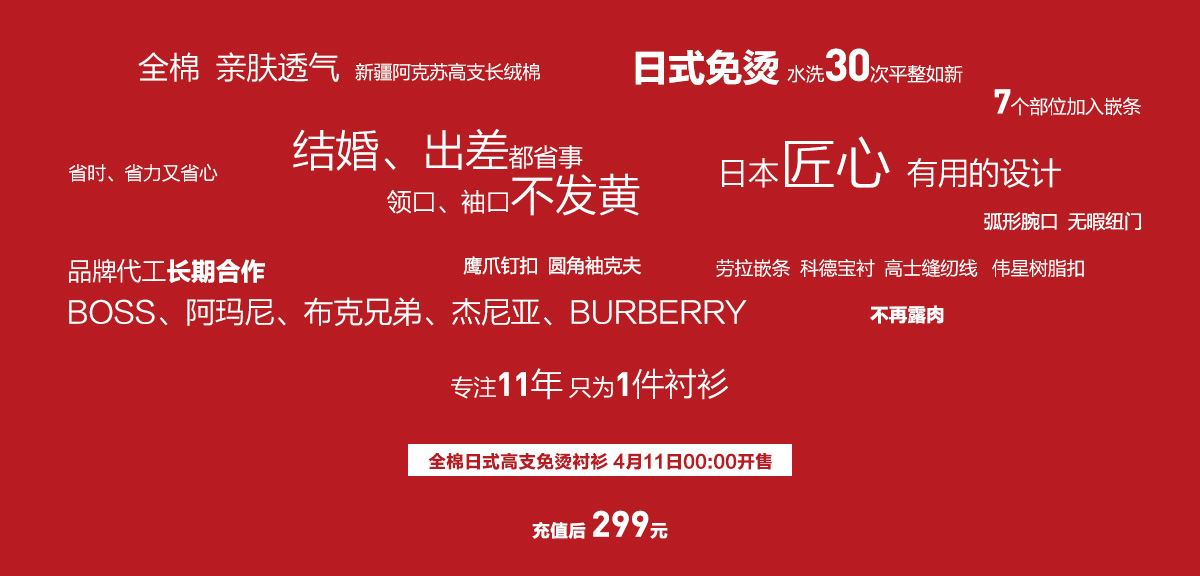 全棉 亲肤透气 新疆阿克苏高支长绒棉
日式免烫 水洗30次平整如新
7个部位加入嵌条
结婚、出差都省事
省时、省力又省心
日本匠心 有用的设计
领口、袖口不发黄
弧形腕口 无暇纽门
品牌代工长期合作
鹰爪钉扣 圆角袖克夫
劳拉嵌条 科德宝衬 高士缝纫线 伟星树脂扣
BOSS、阿玛尼、布克兄弟、杰尼亚、BURBERRY
不再露肉
专注11年 只为1件衬衫
全棉日式高支免烫衬衫 4月11日00:00开售
充值后 299元